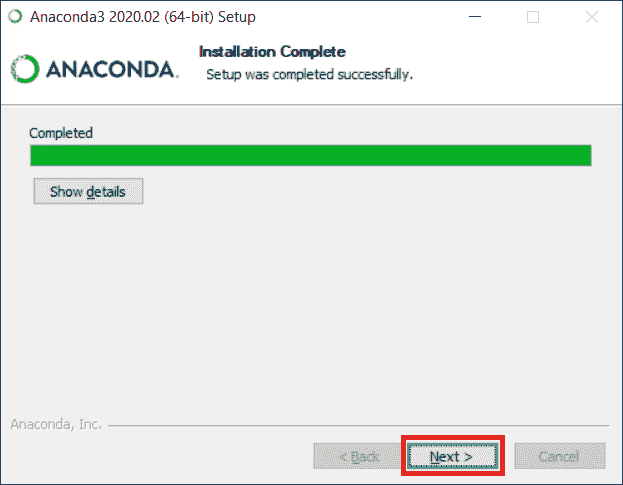 Anaconda3 2020.02 (64-bit) Setup
ANACONDA.
Installation Complete
Setup was completed successfully.
Completed
Show details
Anaconda, Inc.
< Back
Next >
Cancel